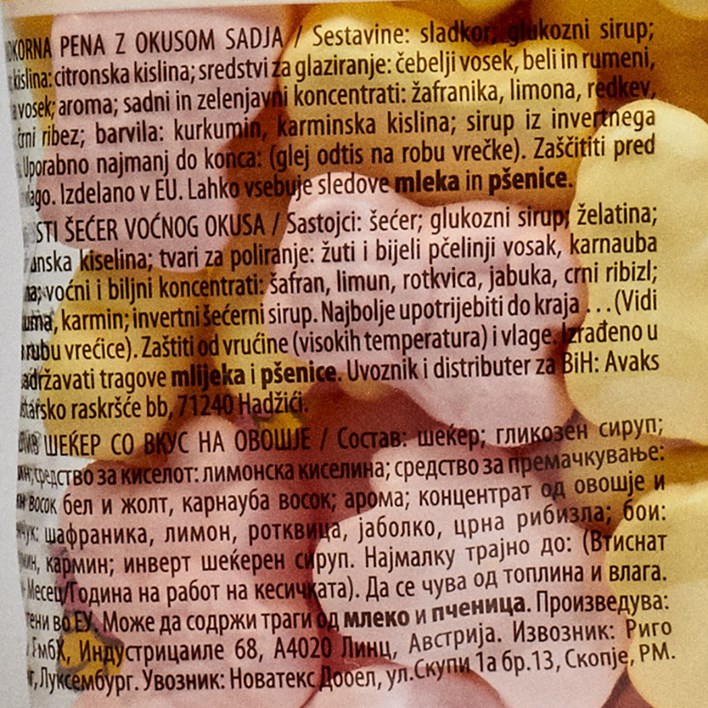 PENA Z OKUSOM SADJA / Sestavine: sladkor; glukozni sirup;
kislina: citronska kislina; sredstvi za glaziranje: čebelji vosek, beli in rumeni,
vosek; aroma; sadni in zelenjavni koncentrati: žafranika, limona, redkev,
črni ribez; barvila: kurkumin, karminska kislina; sirup iz invertnega
Uporabno najmanj do konca: (glej odtis na robu vrečke). Zaščititi pred
Izdelano v EU. Lahko vsebuje sledove mleka in pšenice.
ŠEĆER VOĆNOG OKUSA / Sastojci: šećer; glukozni sirup; želatina;
kiselina; tvari za poliranje: žuti i bijeli pčelinji vosak, karnauba
voćni i biljni koncentrati: šafran, limun, rotkvica, jabuka, crni ribizl;
karmin; invertni šećerni sirup. Najbolje upotrijebiti do kraja ... (Vidi
rubu vrećice). Zaštiti od vrućine (visokih temperatura) i vlage. Izrađeno u
tragove mlijeka i pšenice. Uvoznik i distributer za BiH: Avaks
raskršće bb, 71240 Hadžići.
ШЕЌЕР СО ВКУС НА ОВОШЈЕ / Состав: шеќер; гликозен сируп;
средство за киселот: лимонска киселина; средство за премачкување:
восок бел и жолт, карнауба восок; арома; концентрат од овошје и
шафраника, лимон, ротквица, јаболко, црна рибизла; бои:
кармин; инверт шеќерен сируп. Најмалку трајно до: (Втиснат
Месец/Година на работ на кесичката). Да се чува од топлина и влага.
во ЕУ. Може да содржи траги од млеко и пченица. Произведува:
ГмбХ, Индустрицаиле 68, А4020 Линц, Австрија. Извозник: Риго
Луксембург. Увозник: Новатекс Дооел, ул.Скупи 1а бр.13, Скопје, РМ.